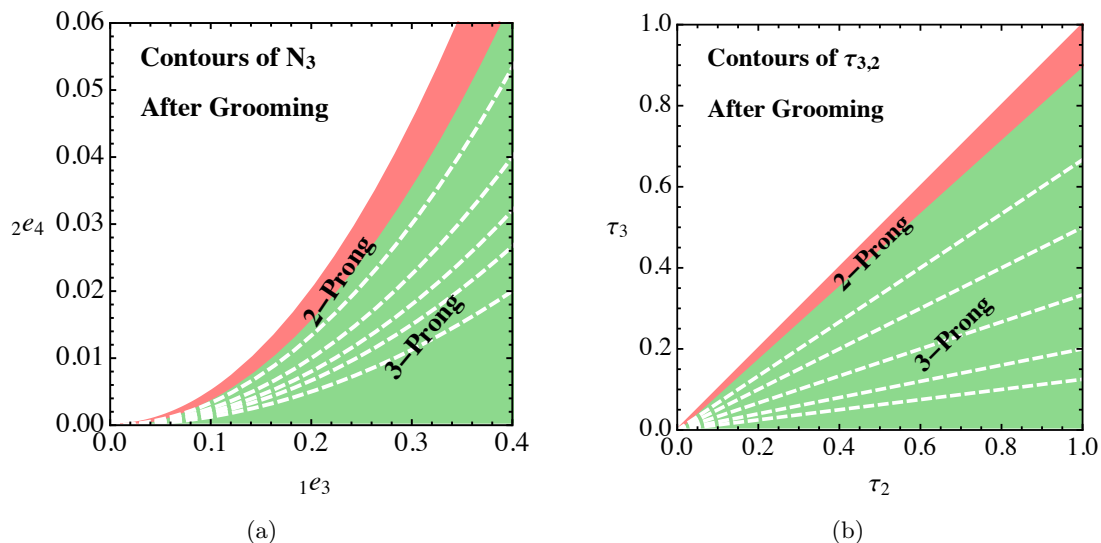 Contours of N₃
After Grooming
2–Prong
3–Prong
₂e₄
0.06
0.05
0.04
0.03
0.02
0.01
0.00
0.0 0.1 0.2 0.3 0.4
₁e₃
(a)
Contours of τ₃,₂
After Grooming
2–Prong
3–Prong
τ₃
1.0
0.8
0.6
0.4
0.2
0.0
0.0 0.2 0.4 0.6 0.8 1.0
τ₂
(b)